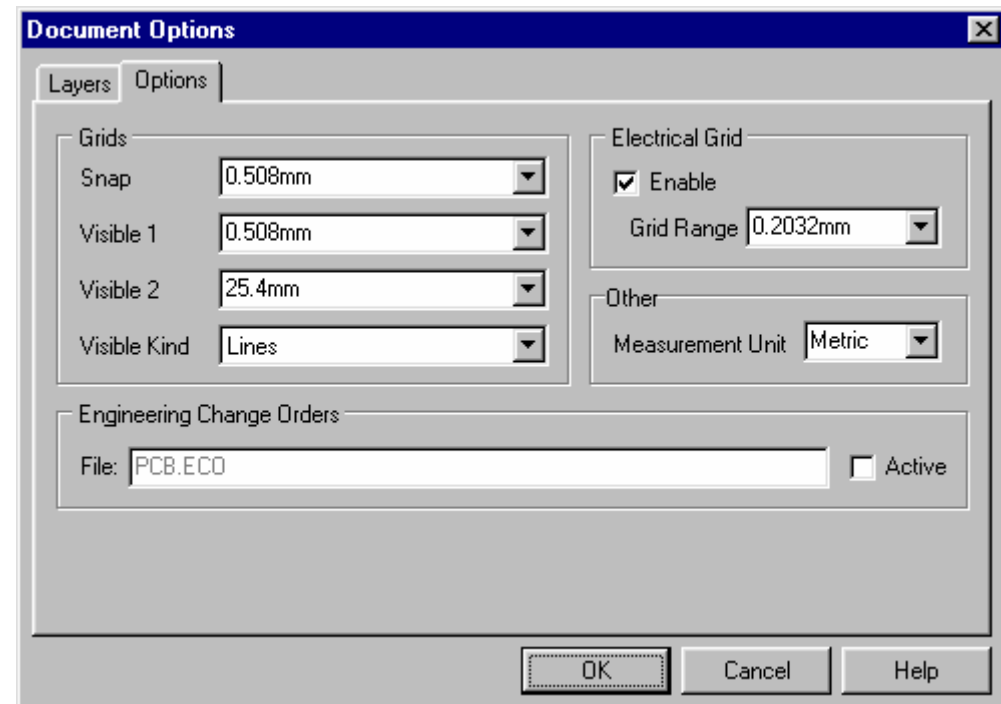 Document Options
Layers Options
Grids
Snap 0.508mm
Visible 1 0.508mm
Visible 2 25.4mm
Visible Kind Lines
Electrical Grid
Enable
Grid Range 0.2032mm
Other
Measurement Unit Metric
Engineering Change Orders
File: PCB.ECO Active
OK Cancel Help